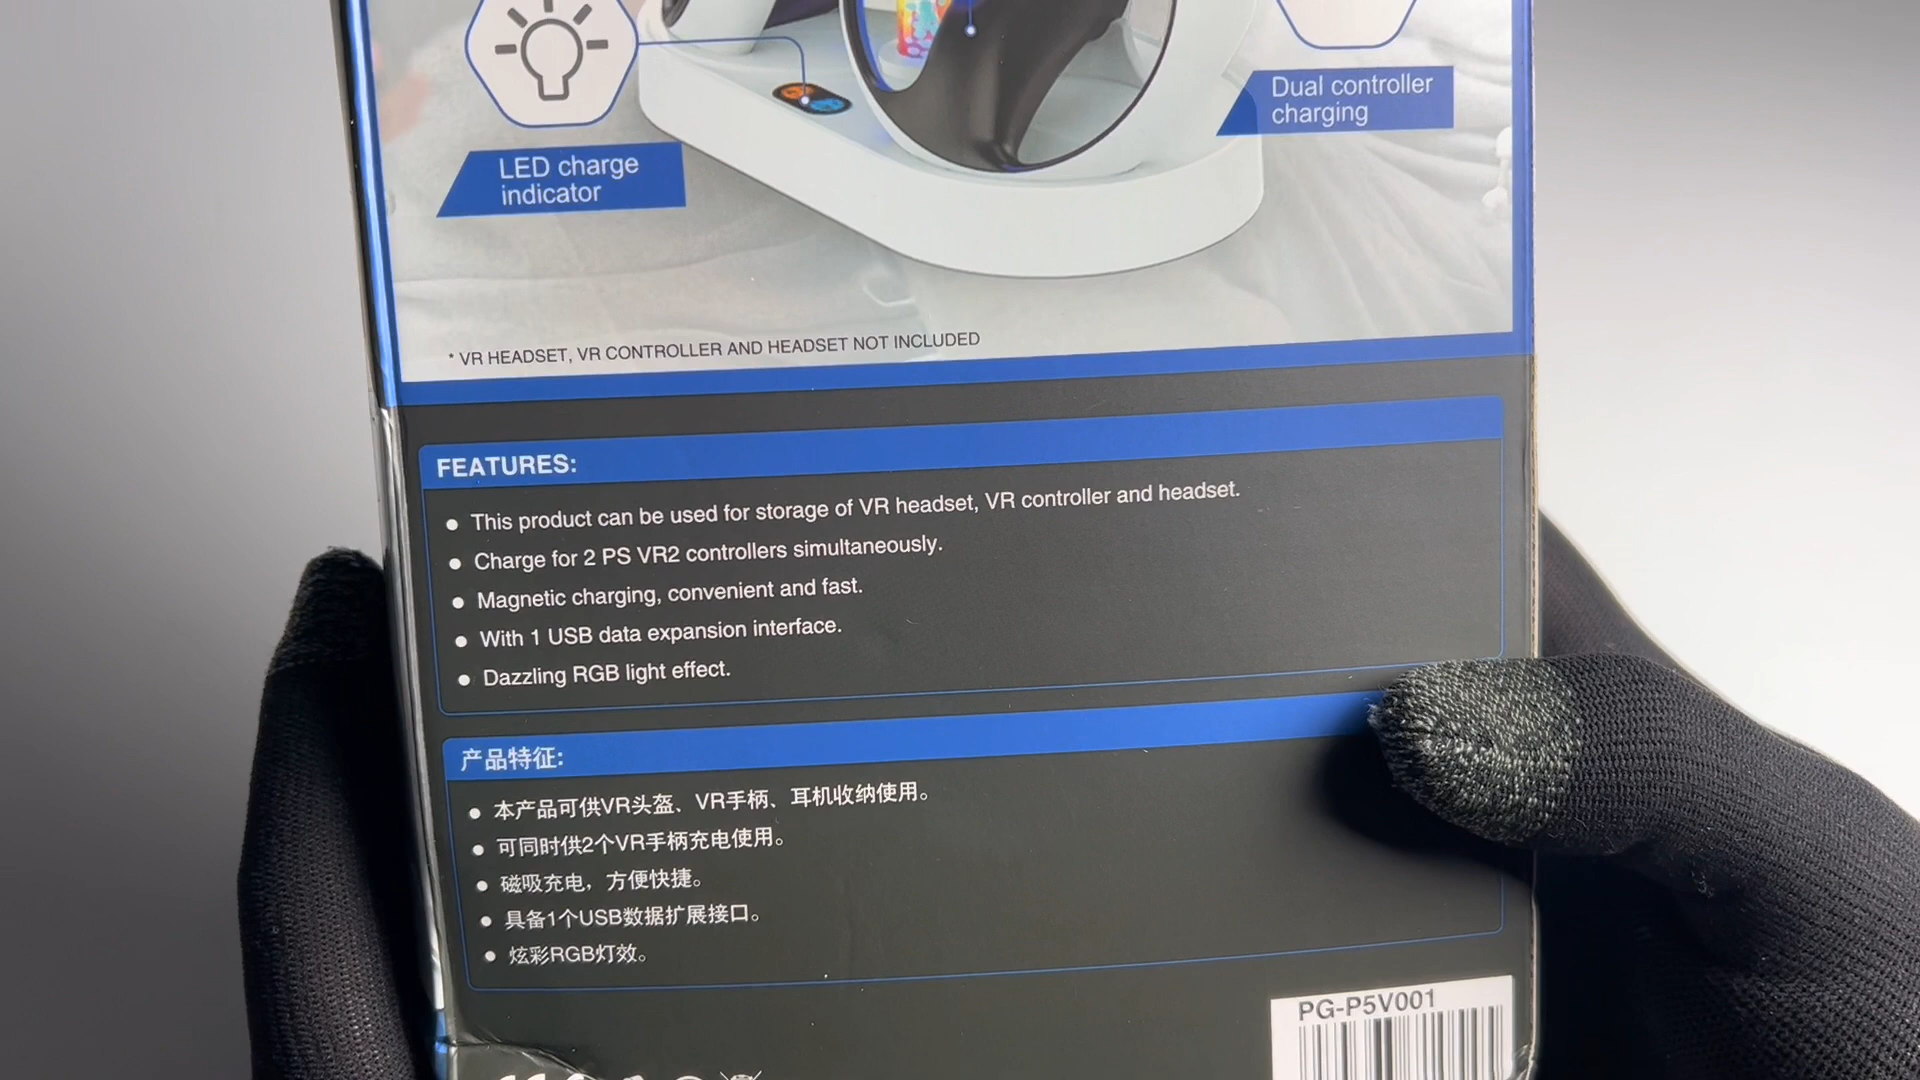 Dual controller
charging
LED charge
indicator
* VR HEADSET, VR CONTROLLER AND HEADSET NOT INCLUDED
FEATURES:
● This product can be used for storage of VR headset, VR controller and headset.
● Charge for 2 PS VR2 controllers simultaneously.
● Magnetic charging, convenient and fast.
● With 1 USB data expansion interface.
● Dazzling RGB light effect.
产品特征:
● 本产品可供VR头盔、VR手柄、耳机收纳使用。
● 可同时供2个VR手柄充电使用。
● 磁吸充电，方便快捷。
● 具备1个USB数据扩展接口。
● 炫彩RGB灯效。
PG-P5V001